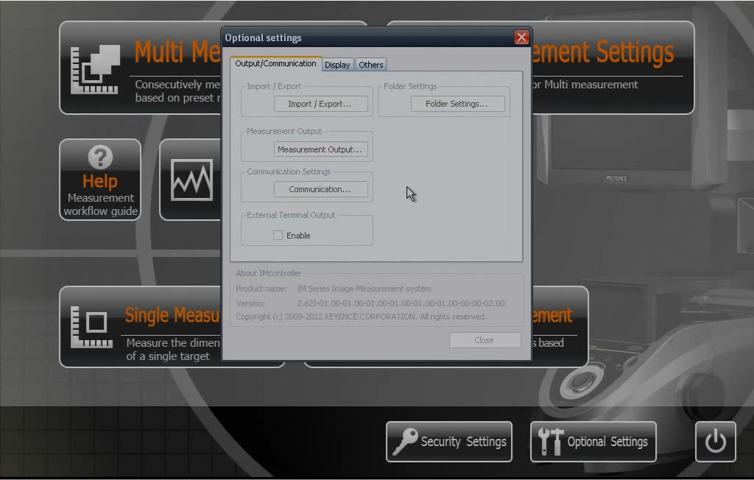 Multi Me
ement Settings
Consecutively me
based on preset r
or Multi measurement
Optional settings
Output/Communication Display Others
Import / Export
Import / Export...
Folder Settings
Folder Settings...
Measurement Output
Measurement Output...
Communication Settings
Communication...
External Terminal Output
Enable
About IMcontroller
Product name: IM Series Image Measurement system
Version: 2.621-01.00-01.00-01.00-01.00-01.00-01.00-00.00-02.00
Copyright (c) 2009-2012 KEYENCE CORPORATION. All rights reserved.
Close
Help
Measurement
workflow guide
KEYENCE
Single Measu
ement
Measure the dimen
of a single target
s based
Security Settings
Optional Settings